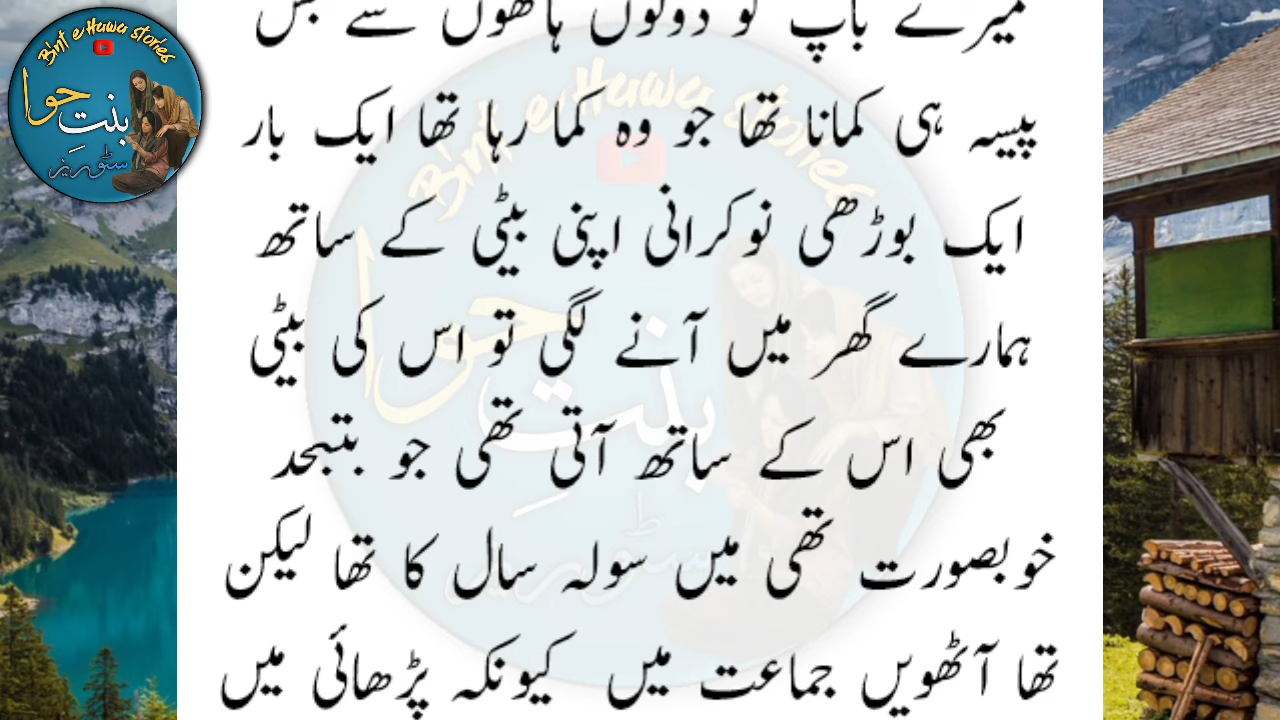 Bint e Hawa stories
بنتِ حوا
سٹوریز
میرے باپ کو دونوں ہاتھوں سے بس
پیسہ ہی کمانا تھا جو وہ کما رہا تھا ایک بار
ایک بوڑھی نوکرانی اپنی بیٹی کے ساتھ
ہمارے گھر میں آنے لگی تو اس کی بیٹی
بھی اس کے ساتھ آتی تھی جو بتبحد
خوبصورت تھی میں سولہ سال کا تھا لیکن
تھا آٹھویں جماعت میں کیونکہ پڑھائی میں